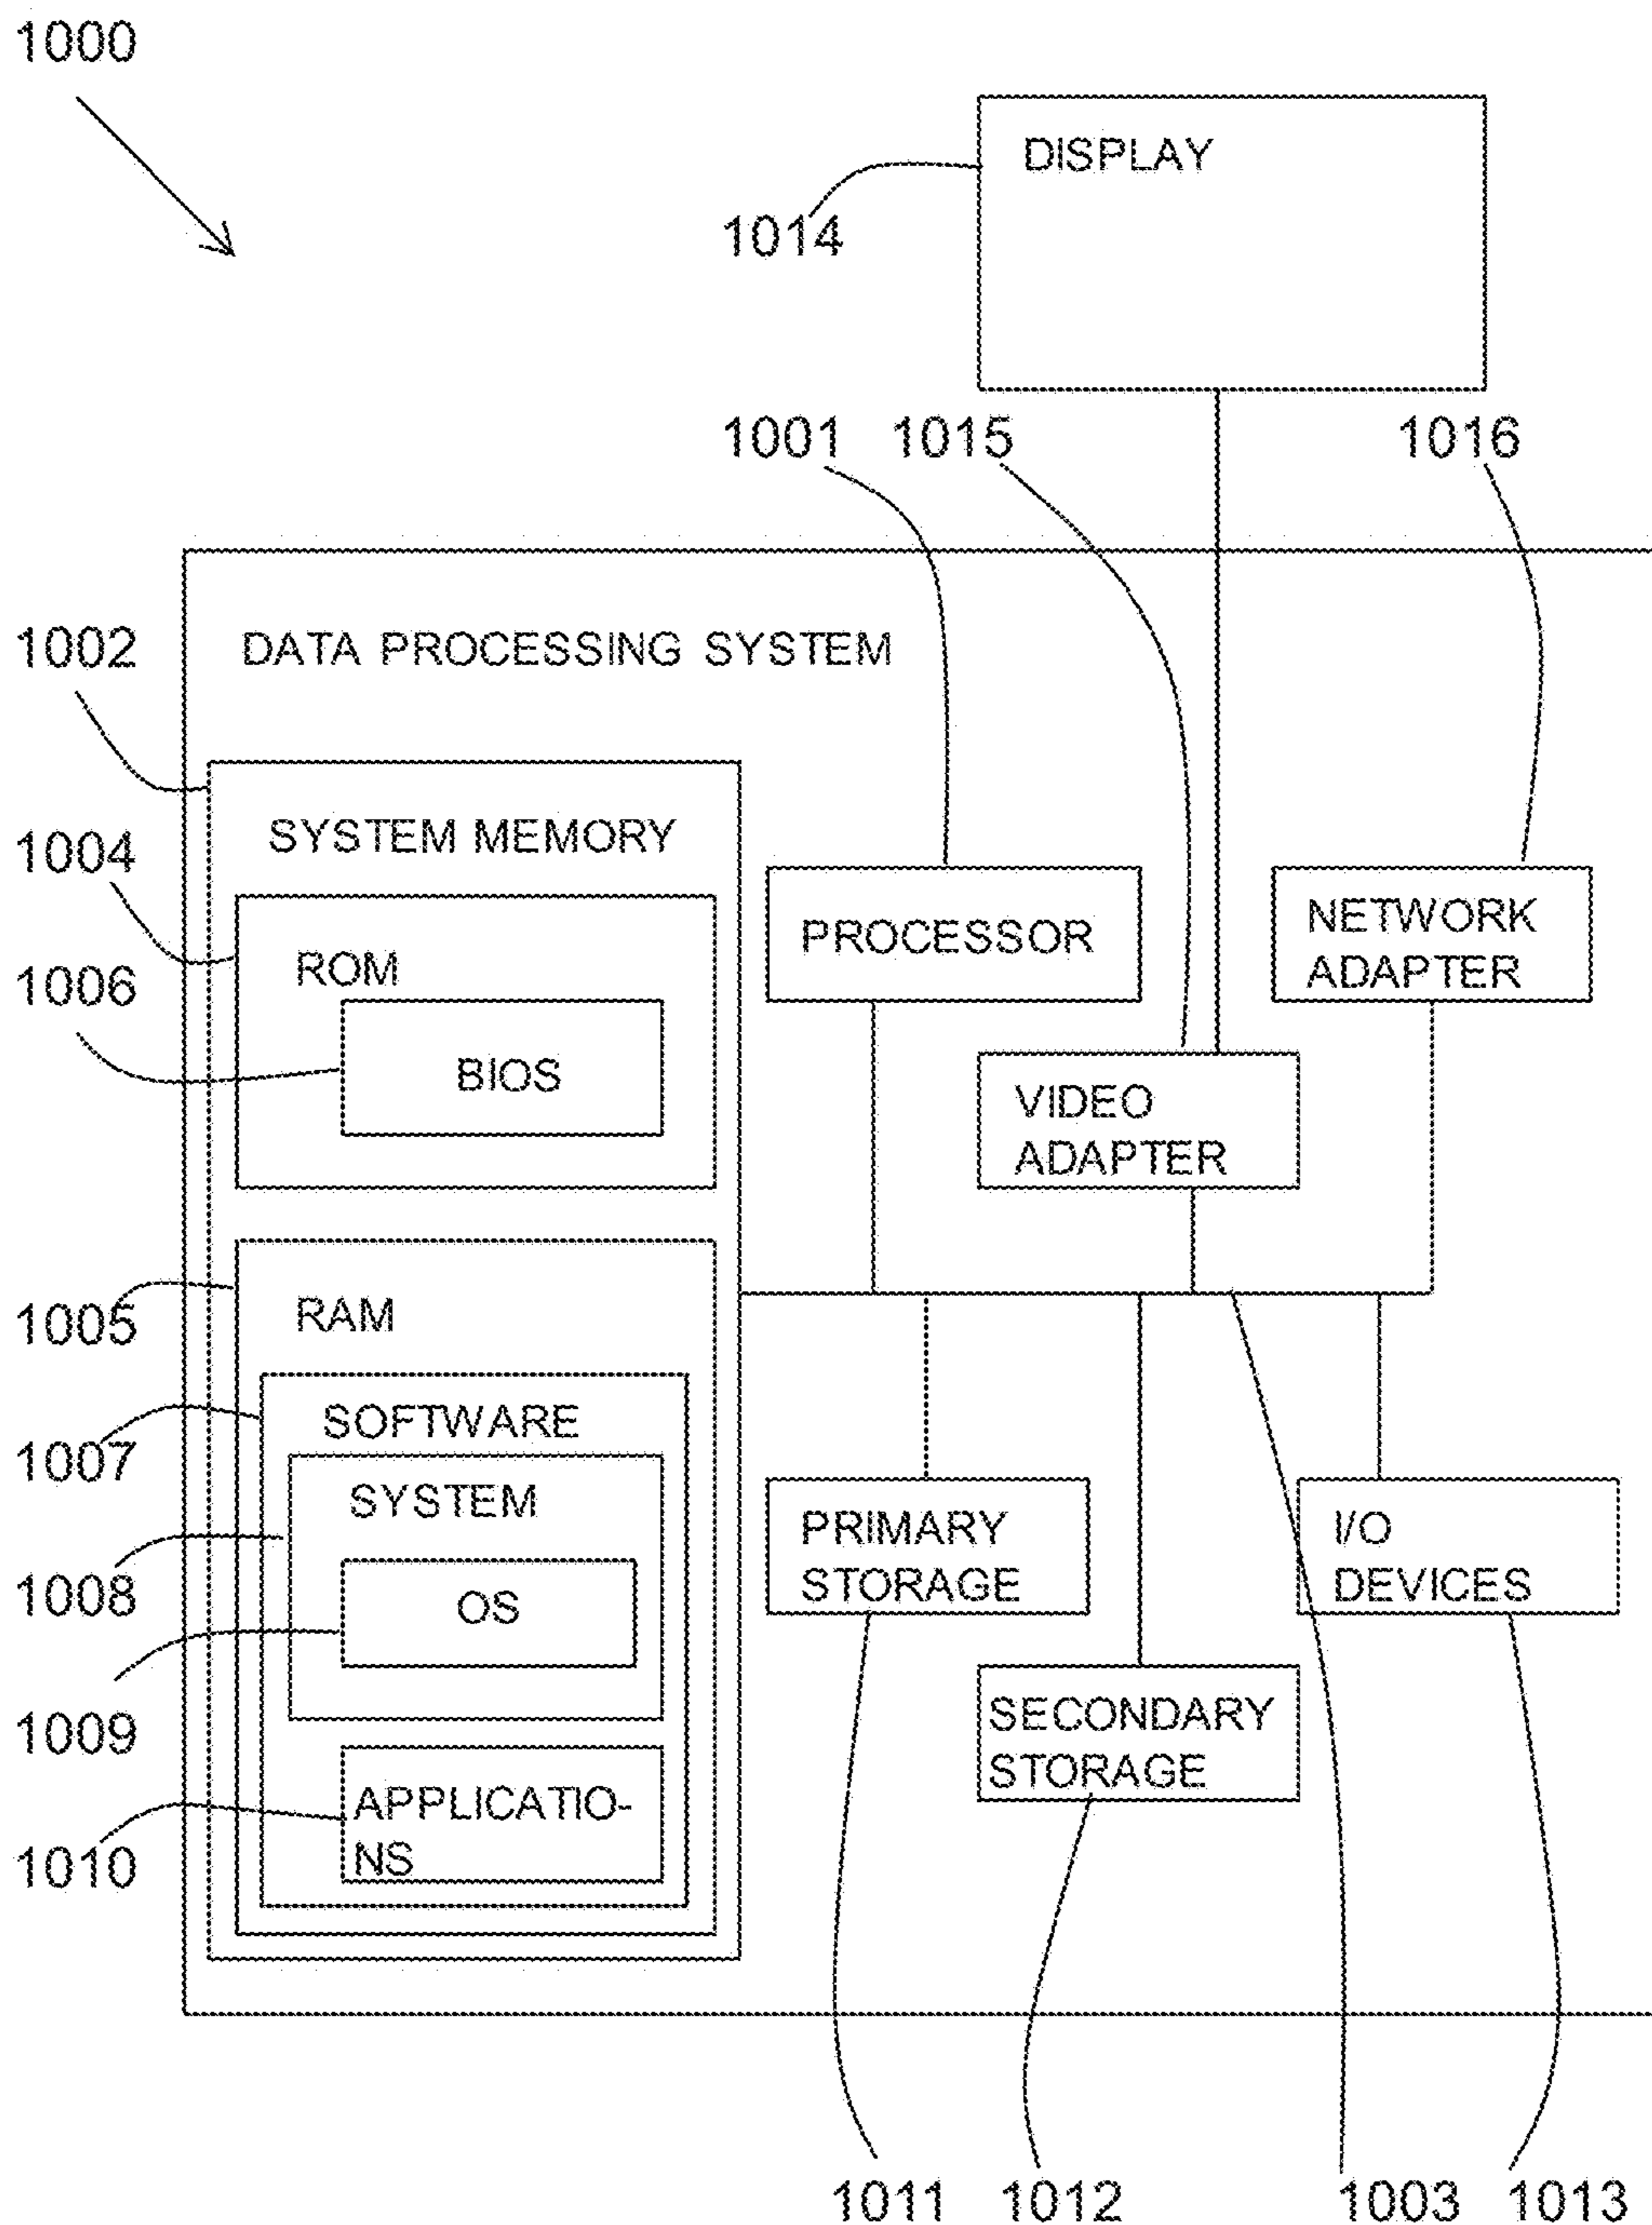 1000
DISPLAY
1014
1001 1015 1016
1002
DATA PROCESSING SYSTEM
SYSTEM MEMORY
1004
ROM
1006
BIOS
PROCESSOR
NETWORK
ADAPTER
VIDEO
ADAPTER
1005
RAM
SOFTWARE
1007
SYSTEM
1008
OS
1009
APPLICATIO-
NS
1010
PRIMARY
STORAGE
I/O
DEVICES
SECONDARY
STORAGE
1011 1012 1003 1013